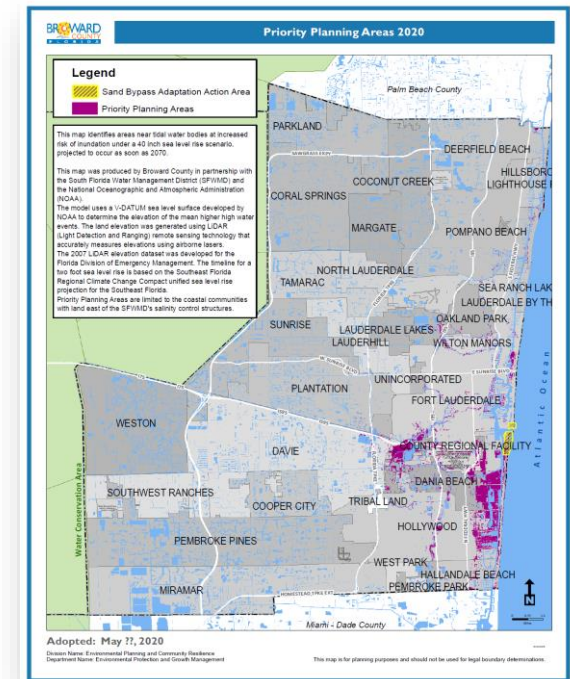 BROWARD
COUNTY
FLORIDA
Priority Planning Areas 2020
Legend
Sand Bypass Adaptation Action Area
Priority Planning Areas
This map identifies areas near tidal water bodies at increased
risk of inundation under a 40 inch sea level rise scenario,
projected to occur as soon as 2070.
This map was produced by Broward County in partnership with
the South Florida Water Management District (SFWMD) and
the National Oceanographic and Atmospheric Administration
(NOAA).
The model uses a V-DATUM sea level surface developed by
NOAA to determine the elevation of the mean higher high water
events. The land elevation was generated using LIDAR
(Light Detection and Ranging) remote sensing technology that
accurately measures elevations using airborne lasers.
The 2007 LIDAR elevation dataset was developed for the
Florida Division of Emergency Management. The timeline for a
two foot sea level rise is based on the Southeast Florida
Regional Climate Change Compact unified sea level rise
projection for the Southeast Florida.
Priority Planning Areas are limited to the coastal communities
with land east of the SFWMD's salinity control structures.
Palm Beach County
PARKLAND
DEERFIELD BEACH
HILLSBORO
COCONUT CREEK
LIGHTHOUSE P
CORAL SPRINGS
MARGATE
POMPANO BEACH
NORTH LAUDERDALE
TAMARAC
SEA RANCH LAK
LAUDERDALE BY TH
OAKLAND PARK
SUNRISE
LAUDERDALE LAKES
WILTON MANORS
LAUDERHILL
UNINCORPORATED
PLANTATION
FORT LAUDERDALE
WESTON
COUNTY REGIONAL FACILITY
DAVIE
DANIA BEACH
SOUTHWEST RANCHES
TRIBAL LAND
COOPER CITY
HOLLYWOOD
PEMBROKE PINES
WEST PARK
HALLANDALE BEACH
PEMBROKE PARK
MIRAMAR
Water Conservation Area
Atlantic Ocean
N
Miami - Dade County
Adopted: May ??, 2020
Division Name: Environmental Planning and Community Resilience
Department Name: Environmental Protection and Growth Management
This map is for planning purposes and should not be used for legal boundary determinations.